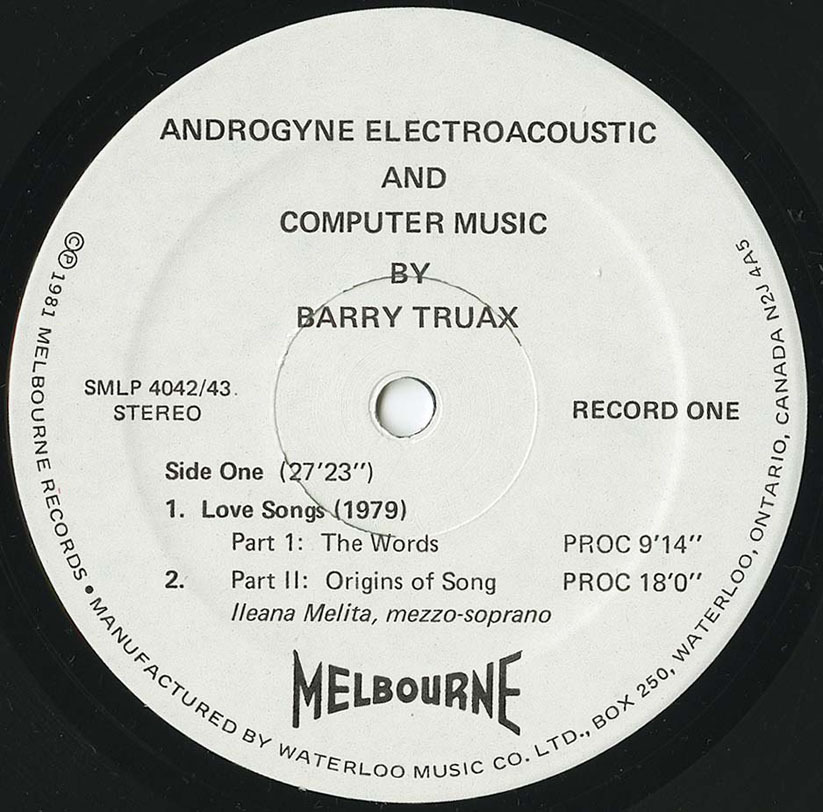 ANDROGYNE ELECTROACOUSTIC
AND
COMPUTER MUSIC
BY
BARRY TRUAX
SMLP 4042/43.
STEREO
RECORD ONE
Side One (27'23")
1. Love Songs (1979)
Part 1: The Words PROC 9'14"
2. Part II: Origins of Song PROC 18'0"
Ileana Melita, mezzo-soprano
MELBOURNE
©℗ 1981 MELBOURNE RECORDS • MANUFACTURED BY WATERLOO MUSIC CO. LTD., BOX 250, WATERLOO, ONTARIO, CANADA N2J 4A5